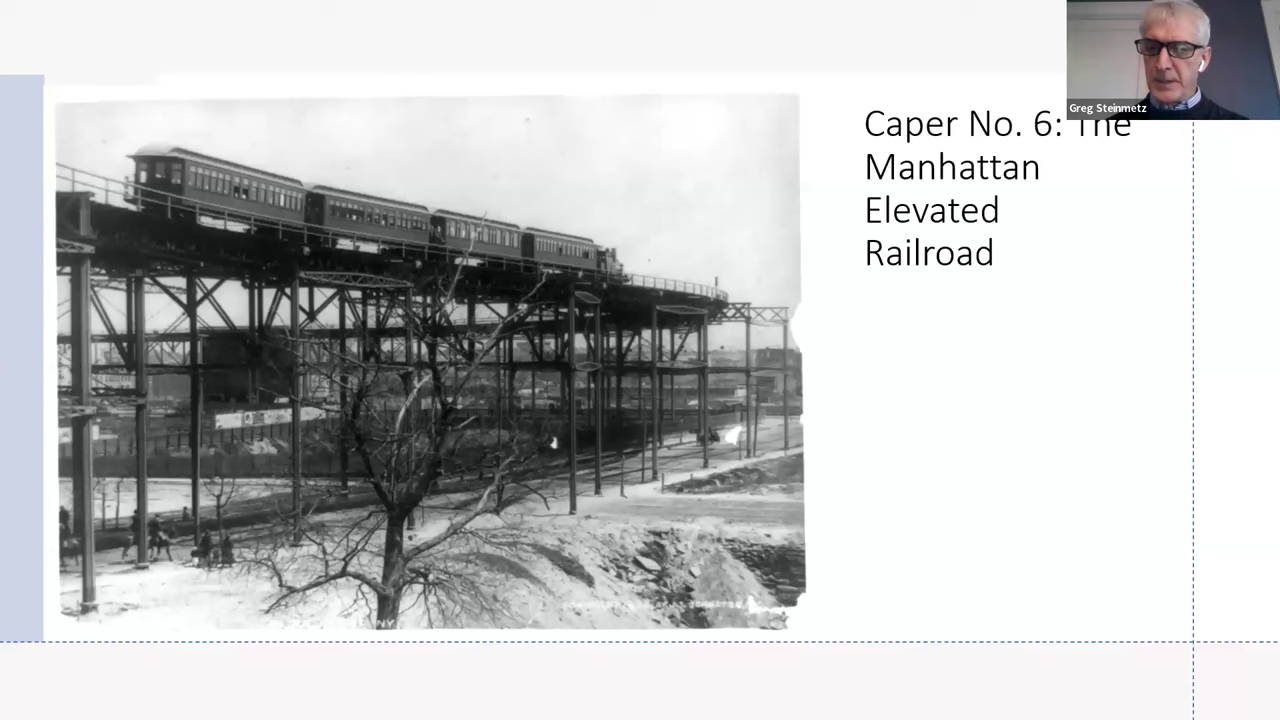 Greg Steinmetz
Caper No. 6: The
Manhattan
Elevated
Railroad